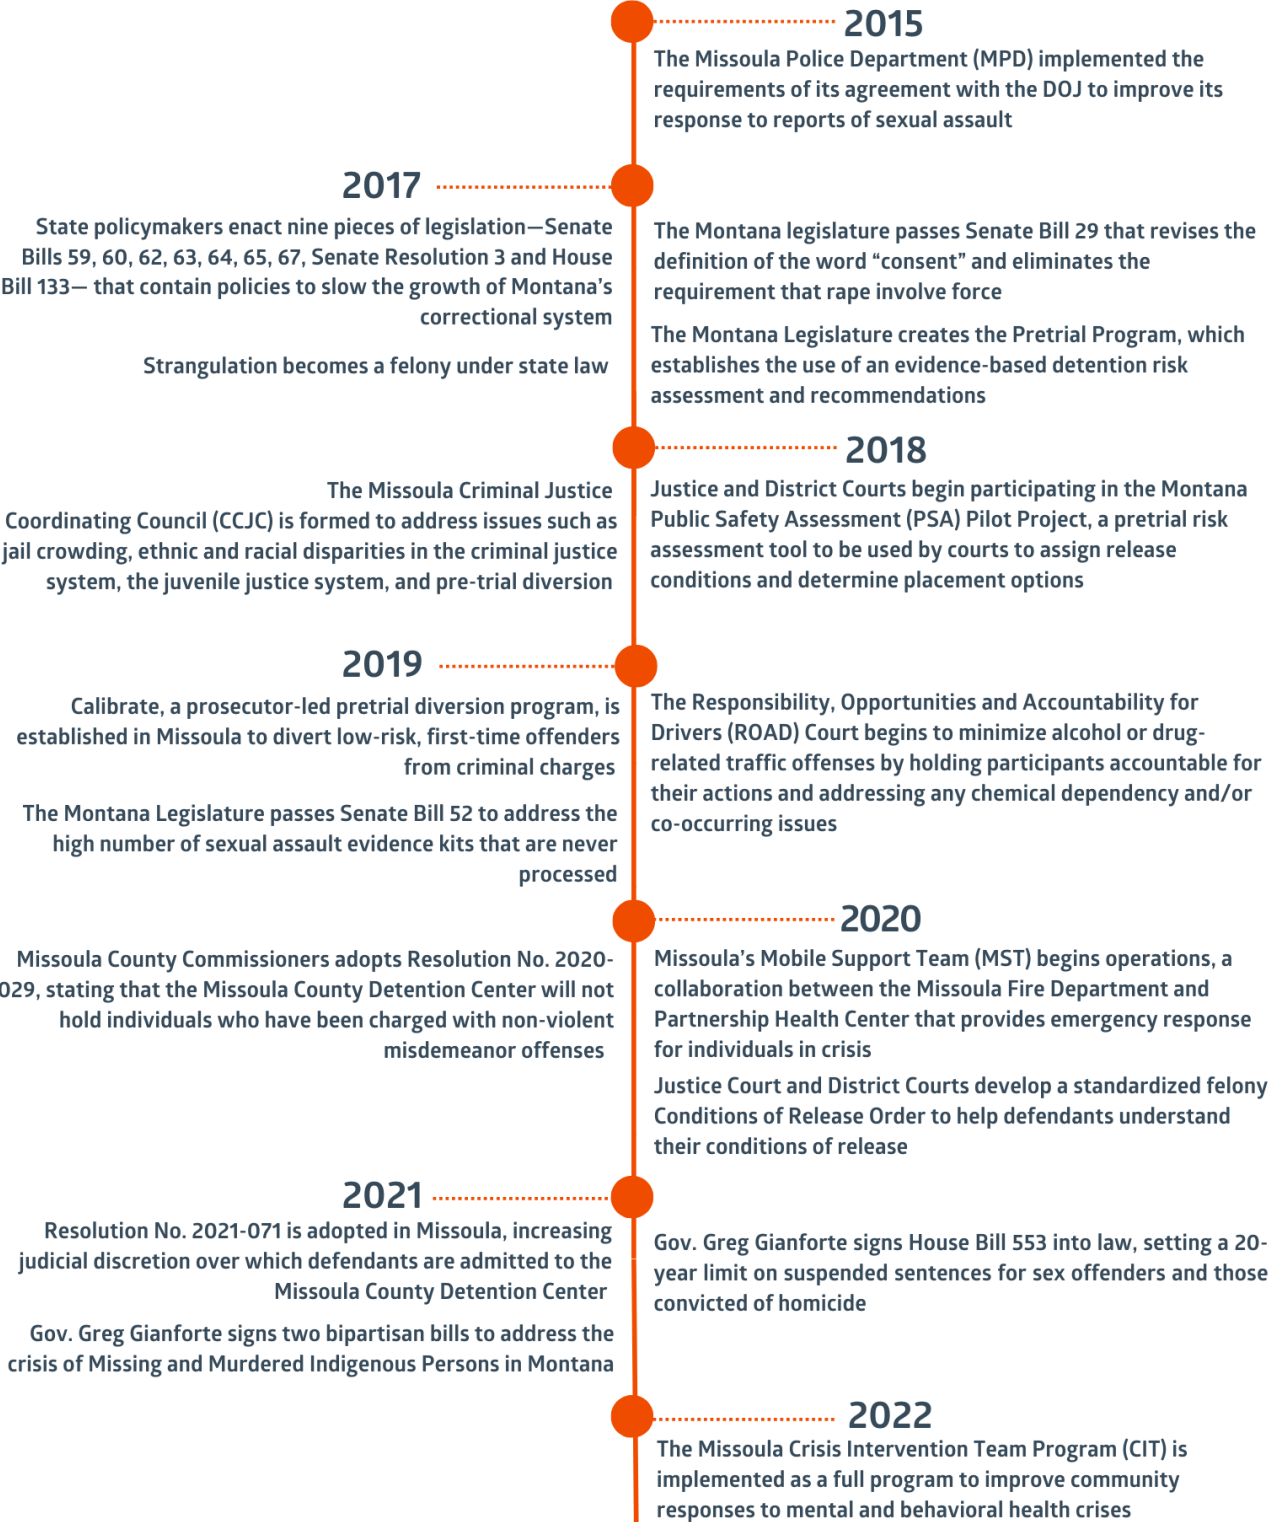 2015
The Missoula Police Department (MPD) implemented the
requirements of its agreement with the DOJ to improve its
response to reports of sexual assault
2017
State policymakers enact nine pieces of legislation—Senate
Bills 59, 60, 62, 63, 64, 65, 67, Senate Resolution 3 and House
Bill 133— that contain policies to slow the growth of Montana’s
correctional system
Strangulation becomes a felony under state law
The Montana legislature passes Senate Bill 29 that revises the
definition of the word “consent” and eliminates the
requirement that rape involve force
The Montana Legislature creates the Pretrial Program, which
establishes the use of an evidence-based detention risk
assessment and recommendations
2018
The Missoula Criminal Justice
Coordinating Council (CCJC) is formed to address issues such as
jail crowding, ethnic and racial disparities in the criminal justice
system, the juvenile justice system, and pre-trial diversion
Justice and District Courts begin participating in the Montana
Public Safety Assessment (PSA) Pilot Project, a pretrial risk
assessment tool to be used by courts to assign release
conditions and determine placement options
2019
Calibrate, a prosecutor-led pretrial diversion program, is
established in Missoula to divert low-risk, first-time offenders
from criminal charges
The Montana Legislature passes Senate Bill 52 to address the
high number of sexual assault evidence kits that are never
processed
The Responsibility, Opportunities and Accountability for
Drivers (ROAD) Court begins to minimize alcohol or drug-
related traffic offenses by holding participants accountable for
their actions and addressing any chemical dependency and/or
co-occurring issues
2020
Missoula County Commissioners adopts Resolution No. 2020-
029, stating that the Missoula County Detention Center will not
hold individuals who have been charged with non-violent
misdemeanor offenses
Missoula’s Mobile Support Team (MST) begins operations, a
collaboration between the Missoula Fire Department and
Partnership Health Center that provides emergency response
for individuals in crisis
Justice Court and District Courts develop a standardized felony
Conditions of Release Order to help defendants understand
their conditions of release
2021
Resolution No. 2021-071 is adopted in Missoula, increasing
judicial discretion over which defendants are admitted to the
Missoula County Detention Center
Gov. Greg Gianforte signs two bipartisan bills to address the
crisis of Missing and Murdered Indigenous Persons in Montana
Gov. Greg Gianforte signs House Bill 553 into law, setting a 20-
year limit on suspended sentences for sex offenders and those
convicted of homicide
2022
The Missoula Crisis Intervention Team Program (CIT) is
implemented as a full program to improve community
responses to mental and behavioral health crises